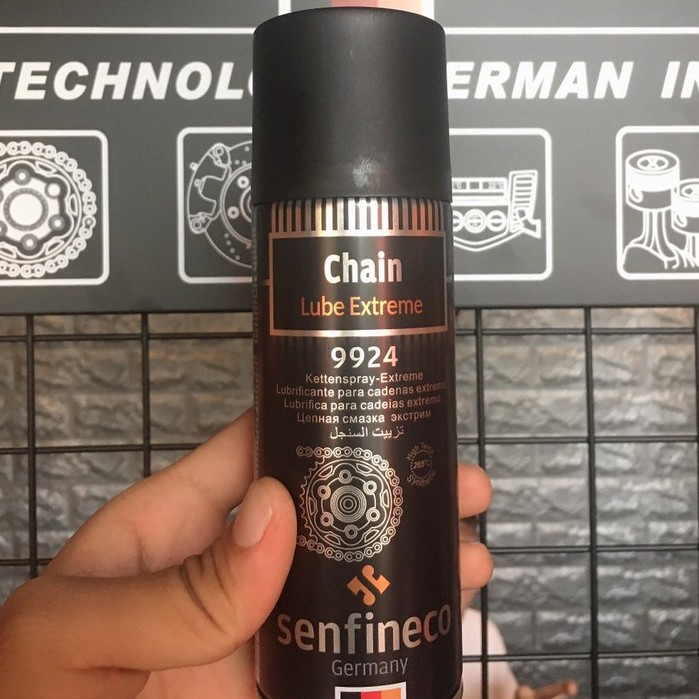 TECHNOLO
ERMAN IN
Chain
Lube Extreme
9924
Kettenspray-Extreme
Lubrificante para cadenas extremo
Lubrifica para cadeias extremo
Цепная смазка экстрим
تزييت السنجل
265°C
senfineco
Germany